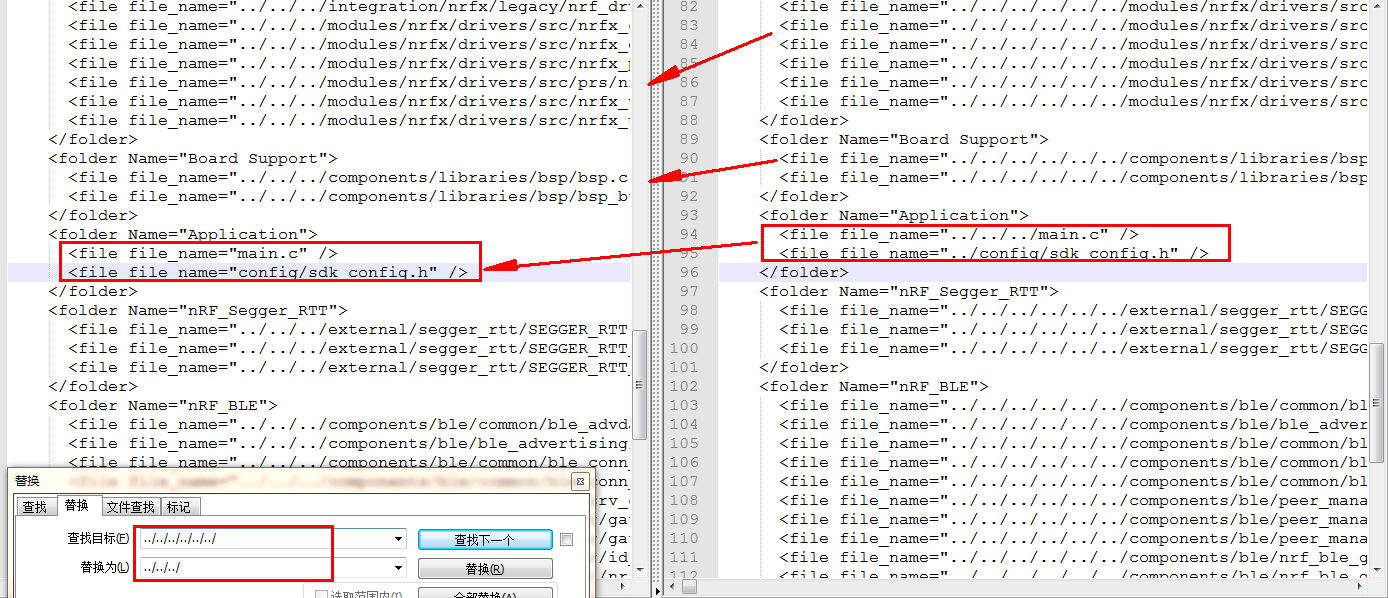 <file file_name="../../../integration/nrfx/legacy/nrf_dr
<file file_name="../../../modules/nrfx/drivers/src/nrfx_
<file file_name="../../../modules/nrfx/drivers/src/nrfx_
<file file_name="../../../modules/nrfx/drivers/src/nrfx_
<file file_name="../../../modules/nrfx/drivers/src/prs/n
<file file_name="../../../modules/nrfx/drivers/src/nrfx_
<file file_name="../../../modules/nrfx/drivers/src/nrfx_
</folder>
<folder Name="Board Support">
<file file_name="../../../components/libraries/bsp/bsp.c
<file file_name="../../../components/libraries/bsp/bsp_b
</folder>
<folder Name="Application">
<file file_name="main.c" />
<file file_name="config/sdk_config.h" />
</folder>
<folder Name="nRF_Segger_RTT">
<file file_name="../../../external/segger_rtt/SEGGER_RTT
<file file_name="../../../external/segger_rtt/SEGGER_RTT
<file file_name="../../../external/segger_rtt/SEGGER_RTT_
<file file_name="../../../external/segger_rtt/SEGGER_RTT_
</folder>
<folder Name="nRF_BLE">
<file file_name="../../../components/ble/common/ble_adv
<file file_name="../../../components/ble/ble_advertising
<file file_name="../../../components/ble/common/ble_conn_
82 <file file_name="../../../../../../modules/nrfx/drivers/src
83 <file file_name="../../../../../../modules/nrfx/drivers/src
84 <file file_name="../../../../../../modules/nrfx/drivers/src
85 <file file_name="../../../../../../modules/nrfx/drivers/src
86 <file file_name="../../../../../../modules/nrfx/drivers/src
87 <file file_name="../../../../../../modules/nrfx/drivers/src
88 </folder>
89 <folder Name="Board Support">
90 <file file_name="../../../../../../components/libraries/bsp
91 <file file_name="../../../../../../components/libraries/bsp
92 </folder>
93 <folder Name="Application">
94 <file file_name="../../../main.c" />
95 <file file_name="../config/sdk_config.h" />
96 </folder>
97 <folder Name="nRF_Segger_RTT">
98 <file file_name="../../../../../../external/segger_rtt/SEGG
99 <file file_name="../../../../../../external/segger_rtt/SEGG
100 <file file_name="../../../../../../external/segger_rtt/SEGG
101 </folder>
102 <folder Name="nRF_BLE">
103 <file file_name="../../../../../../components/ble/common/bl
104 <file file_name="../../../../../../components/ble/ble_adver
105 <file file_name="../../../../../../components/ble/common/bl
106 <file file_name="../../../../../../components/ble/common/bl
107 <file file_name="../../../../../../components/ble/common/bl
108 <file file_name="../../../../../../components/ble/peer_mana
109 <file file_name="../../../../../../components/ble/peer_mana
110 <file file_name="../../../../../../components/ble/peer_mana
111 <file file_name="../../../../../../components/ble/nrf_ble_g
112 <file file_name="../../../../../../components/ble/nrf_ble_g
替换
查找 替换 文件查找 标记
查找目标(F) ../../../../../../ 查找下一个
替换为(L) ../../../ 替换(R)
选取范围内(I) 全部替换(A)